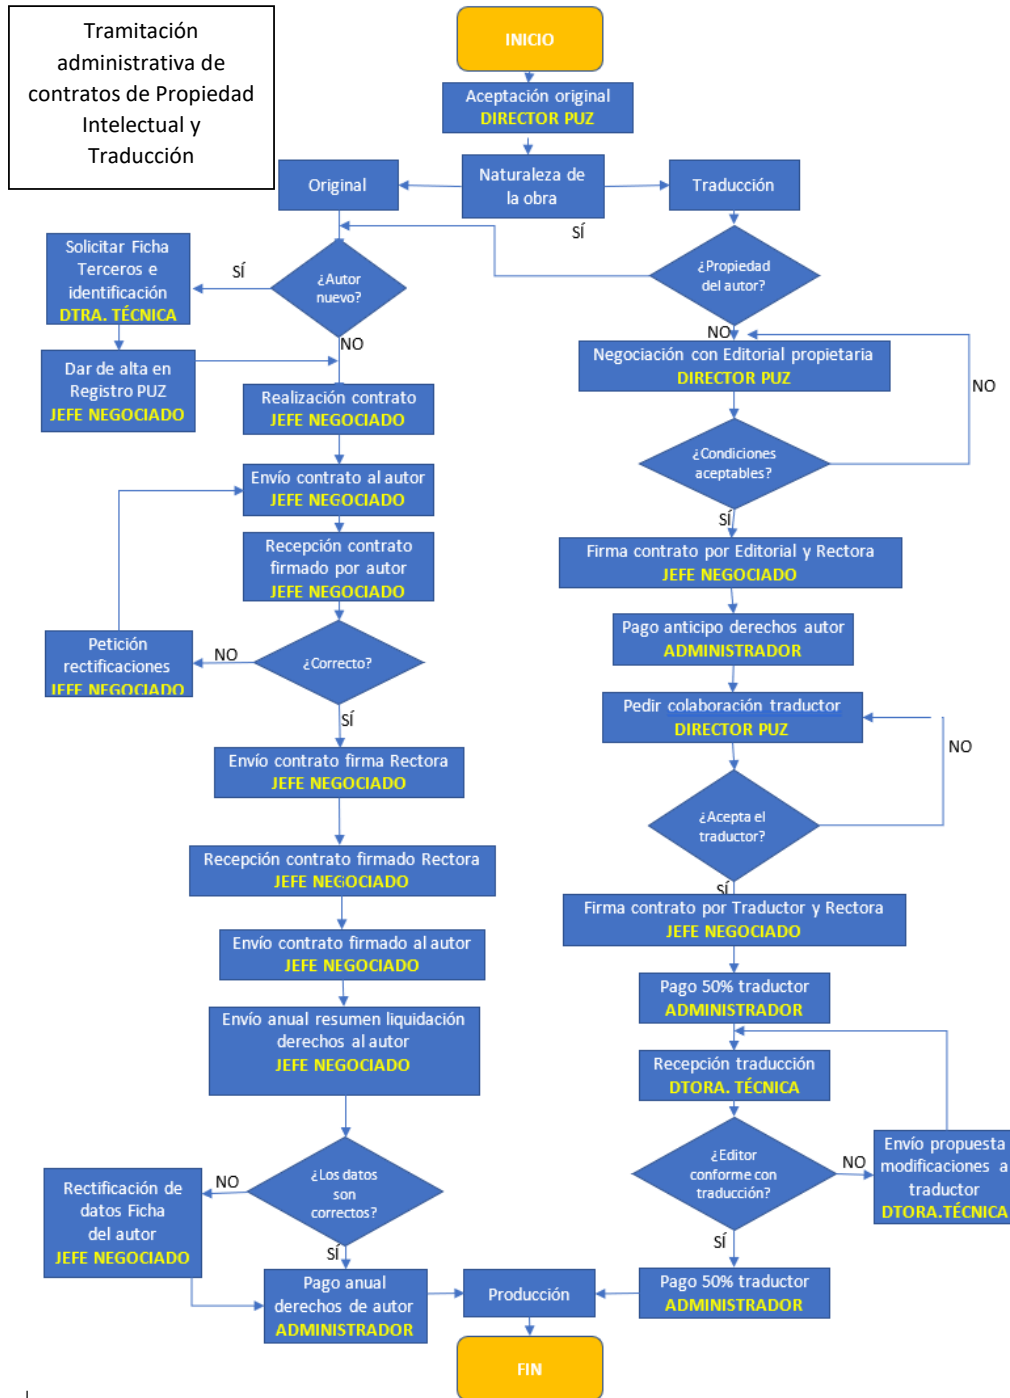 Tramitación
administrativa de
contratos de Propiedad
Intelectual y
Traducción
INICIO
Aceptación original
DIRECTOR PUZ
Naturaleza de
la obra
Original
Traducción
SÍ
¿Autor
nuevo?
SÍ
Solicitar Ficha
Terceros e
identificación
DTRA. TÉCNICA
Dar de alta en
Registro PUZ
JEFE NEGOCIADO
NO
Realización contrato
JEFE NEGOCIADO
Envío contrato al autor
JEFE NEGOCIADO
Recepción contrato
firmado por autor
JEFE NEGOCIADO
¿Correcto?
NO
Petición
rectificaciones
JEFE NEGOCIADO
SÍ
Envío contrato firma Rectora
JEFE NEGOCIADO
Recepción contrato firmado Rectora
JEFE NEGOCIADO
Envío contrato firmado al autor
JEFE NEGOCIADO
Envío anual resumen liquidación
derechos al autor
JEFE NEGOCIADO
¿Los datos
son
correctos?
NO
Rectificación de
datos Ficha
del autor
JEFE NEGOCIADO
SÍ
Pago anual
derechos de autor
ADMINISTRADOR
¿Propiedad
del autor?
NO
Negociación con Editorial propietaria
DIRECTOR PUZ
NO
¿Condiciones
aceptables?
SÍ
Firma contrato por Editorial y Rectora
JEFE NEGOCIADO
Pago anticipo derechos autor
ADMINISTRADOR
Pedir colaboración traductor
DIRECTOR PUZ
NO
¿Acepta el
traductor?
SÍ
Firma contrato por Traductor y Rectora
JEFE NEGOCIADO
Pago 50% traductor
ADMINISTRADOR
Recepción traducción
DTORA. TÉCNICA
¿Editor
conforme con
traducción?
NO
Envío propuesta
modificaciones a
traductor
DTORA.TÉCNICA
SÍ
Pago 50% traductor
ADMINISTRADOR
Producción
FIN